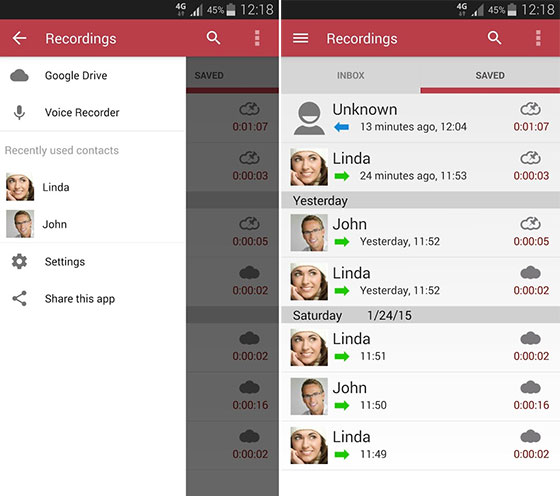 4G 45% 12:18
Recordings
Google Drive
Voice Recorder
Recently used contacts
Linda
John
Settings
Share this app
SAVED
0:01:07
0:00:03
0:00:05
0:00:02
0:00:02
0:00:16
0:00:02
4G 45% 12:18
Recordings
INBOX SAVED
Unknown
13 minutes ago, 12:04 0:01:07
Linda
24 minutes ago, 11:53 0:00:03
Yesterday
John
Yesterday, 11:52 0:00:05
Linda
Yesterday, 11:52 0:00:02
Saturday 1/24/15
Linda
11:51 0:00:02
John
11:50 0:00:16
Linda
11:49 0:00:02